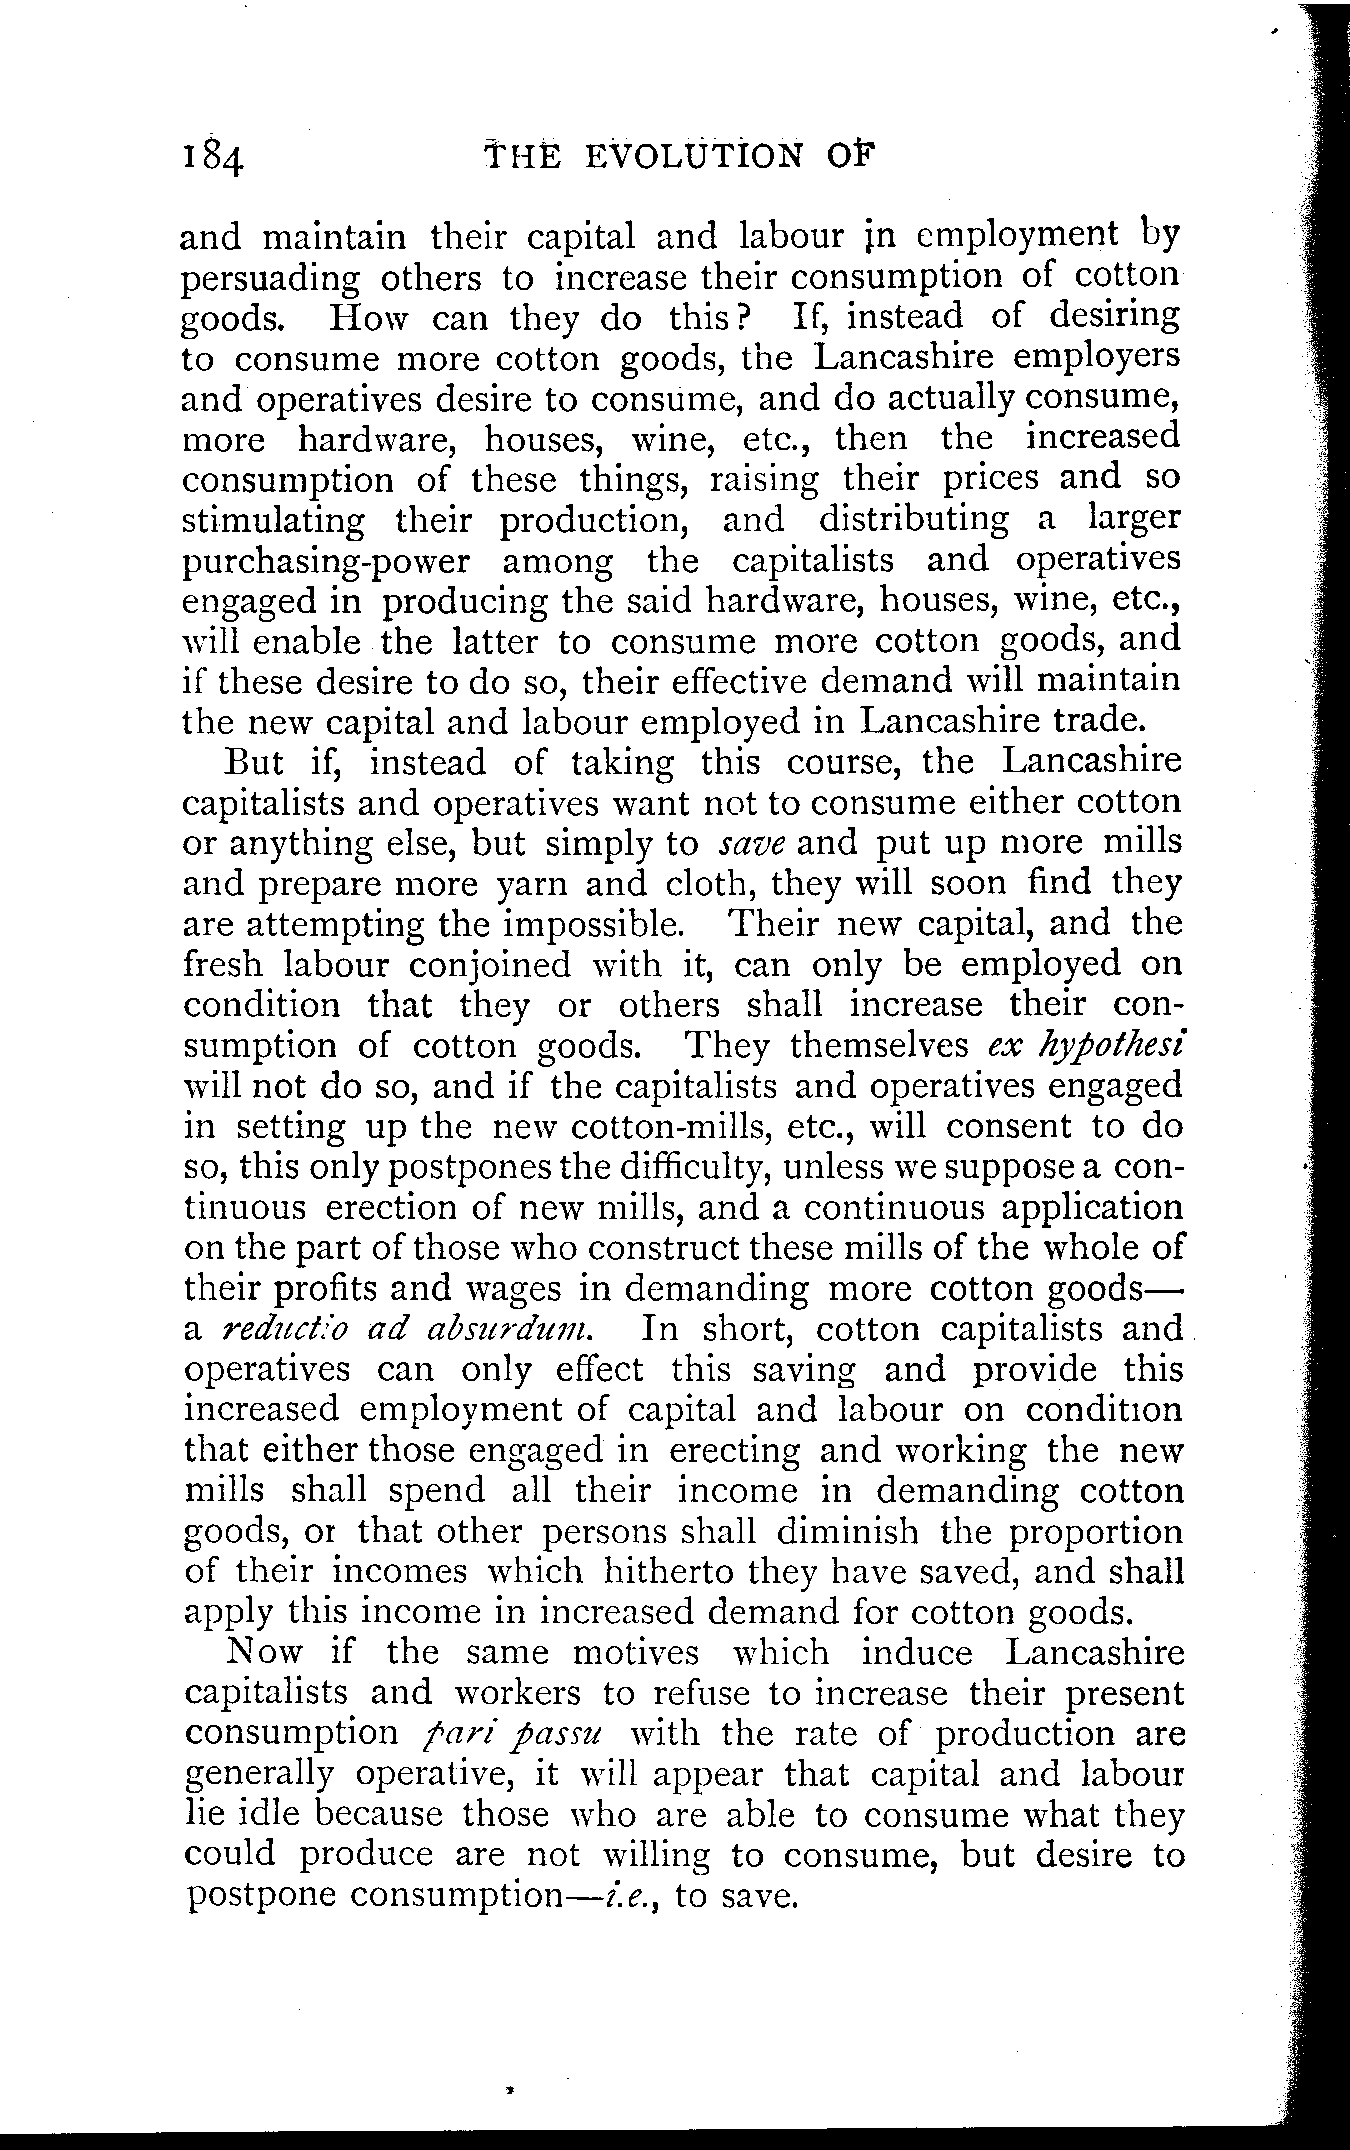 184 THE EVOLUTION OF
and maintain their capital and labour in employment by
persuading others to increase their consumption of cotton
goods. How can they do this? If, instead of desiring
to consume more cotton goods, the Lancashire employers
and operatives desire to consume, and do actually consume,
more hardware, houses, wine, etc., then the increased
consumption of these things, raising their prices and so
stimulating their production, and distributing a larger
purchasing-power among the capitalists and operatives
engaged in producing the said hardware, houses, wine, etc.,
will enable the latter to consume more cotton goods, and
if these desire to do so, their effective demand will maintain
the new capital and labour employed in Lancashire trade.
But if, instead of taking this course, the Lancashire
capitalists and operatives want not to consume either cotton
or anything else, but simply to save and put up more mills
and prepare more yarn and cloth, they will soon find they
are attempting the impossible. Their new capital, and the
fresh labour conjoined with it, can only be employed on
condition that they or others shall increase their con-
sumption of cotton goods. They themselves ex hypothesi
will not do so, and if the capitalists and operatives engaged
in setting up the new cotton-mills, etc., will consent to do
so, this only postpones the difficulty, unless we suppose a con-
tinuous erection of new mills, and a continuous application
on the part of those who construct these mills of the whole of
their profits and wages in demanding more cotton goods—
a reductio ad absurdum. In short, cotton capitalists and
operatives can only effect this saving and provide this
increased employment of capital and labour on condition
that either those engaged in erecting and working the new
mills shall spend all their income in demanding cotton
goods, or that other persons shall diminish the proportion
of their incomes which hitherto they have saved, and shall
apply this income in increased demand for cotton goods.
Now if the same motives which induce Lancashire
capitalists and workers to refuse to increase their present
consumption pari passu with the rate of production are
generally operative, it will appear that capital and labour
lie idle because those who are able to consume what they
could produce are not willing to consume, but desire to
postpone consumption—i.e., to save.